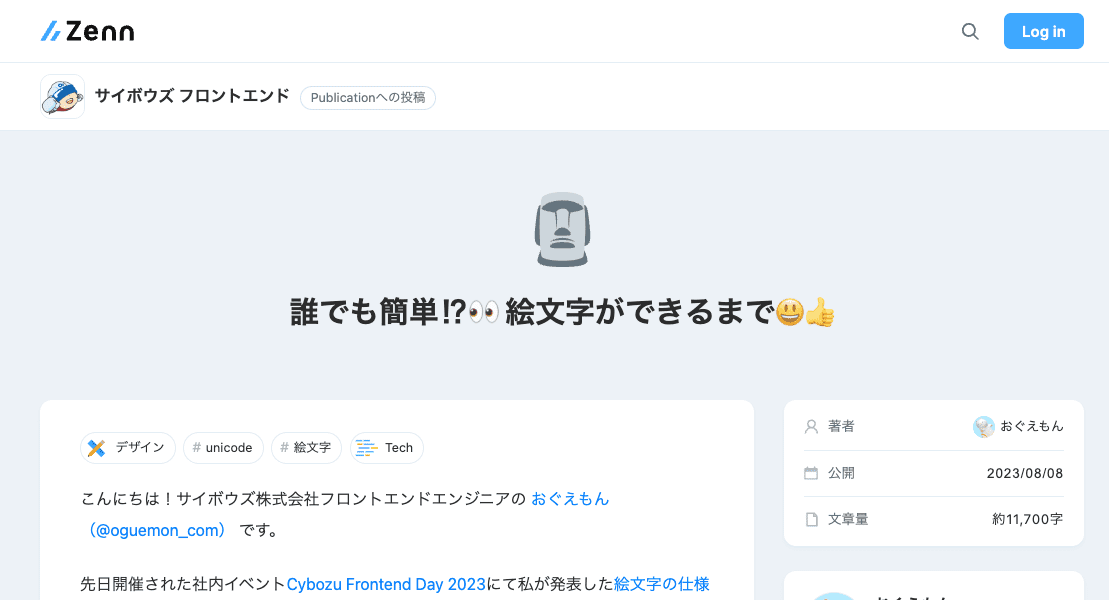 Zenn
Log in
サイボウズ フロントエンド
Publicationへの投稿
誰でも簡単⁉️👀 絵文字ができるまで😃👍
デザイン
# unicode
# 絵文字
Tech
こんにちは！サイボウズ株式会社フロントエンドエンジニアの おぐえもん
（@oguemon_com） です。
先日開催された社内イベントCybozu Frontend Day 2023にて私が発表した絵文字の仕様
著者
おぐえもん
公開
2023/08/08
文章量
約11,700字